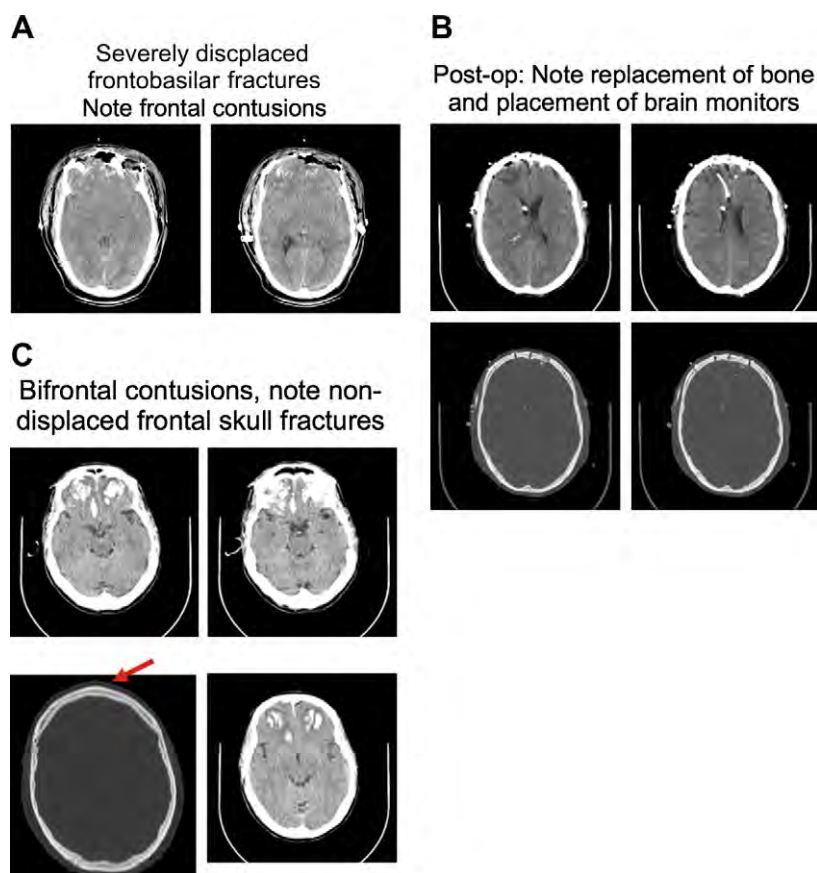 A
Severely discplaced
frontobasilar fractures
Note frontal contusions
B
Post-op: Note replacement of bone
and placement of brain monitors
C
Bifrontal contusions, note non-
displaced frontal skull fractures